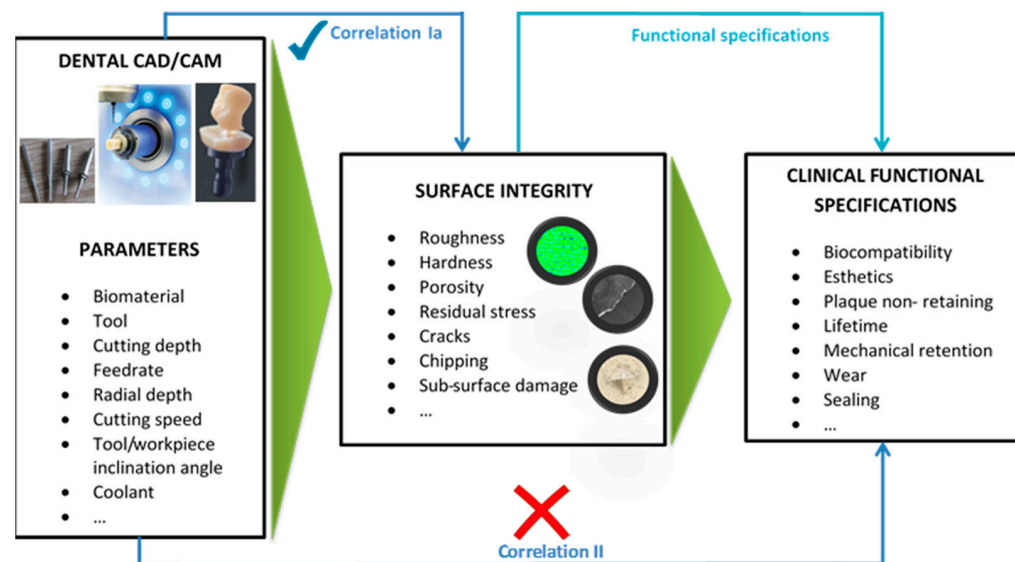 Correlation Ia
Functional specifications
DENTAL CAD/CAM
PARAMETERS
• Biomaterial
• Tool
• Cutting depth
• Feedrate
• Radial depth
• Cutting speed
• Tool/workpiece
inclination angle
• Coolant
• ...
SURFACE INTEGRITY
• Roughness
• Hardness
• Porosity
• Residual stress
• Cracks
• Chipping
• Sub-surface damage
• ...
CLINICAL FUNCTIONAL
SPECIFICATIONS
• Biocompatibility
• Esthetics
• Plaque non- retaining
• Lifetime
• Mechanical retention
• Wear
• Sealing
• ...
Correlation II